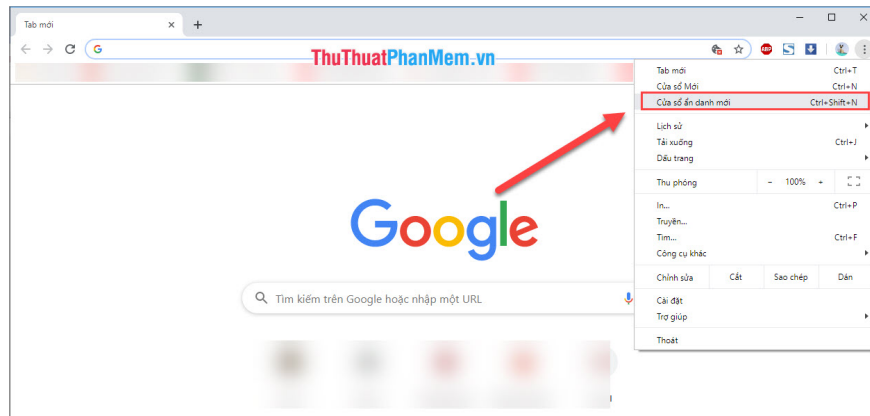 Tab mới
ThuThuatPhanMem.vn
ABP
Tab mới Ctrl+T
Cửa sổ Mới Ctrl+N
Cửa sổ ẩn danh mới Ctrl+Shift+N
Lịch sử
Tải xuống Ctrl+J
Dấu trang
Thu phóng - 100% +
In... Ctrl+P
Truyền...
Tìm... Ctrl+F
Công cụ khác
Chỉnh sửa Cắt Sao chép Dán
Cài đặt
Trợ giúp
Thoát
Google
Tìm kiếm trên Google hoặc nhập một URL